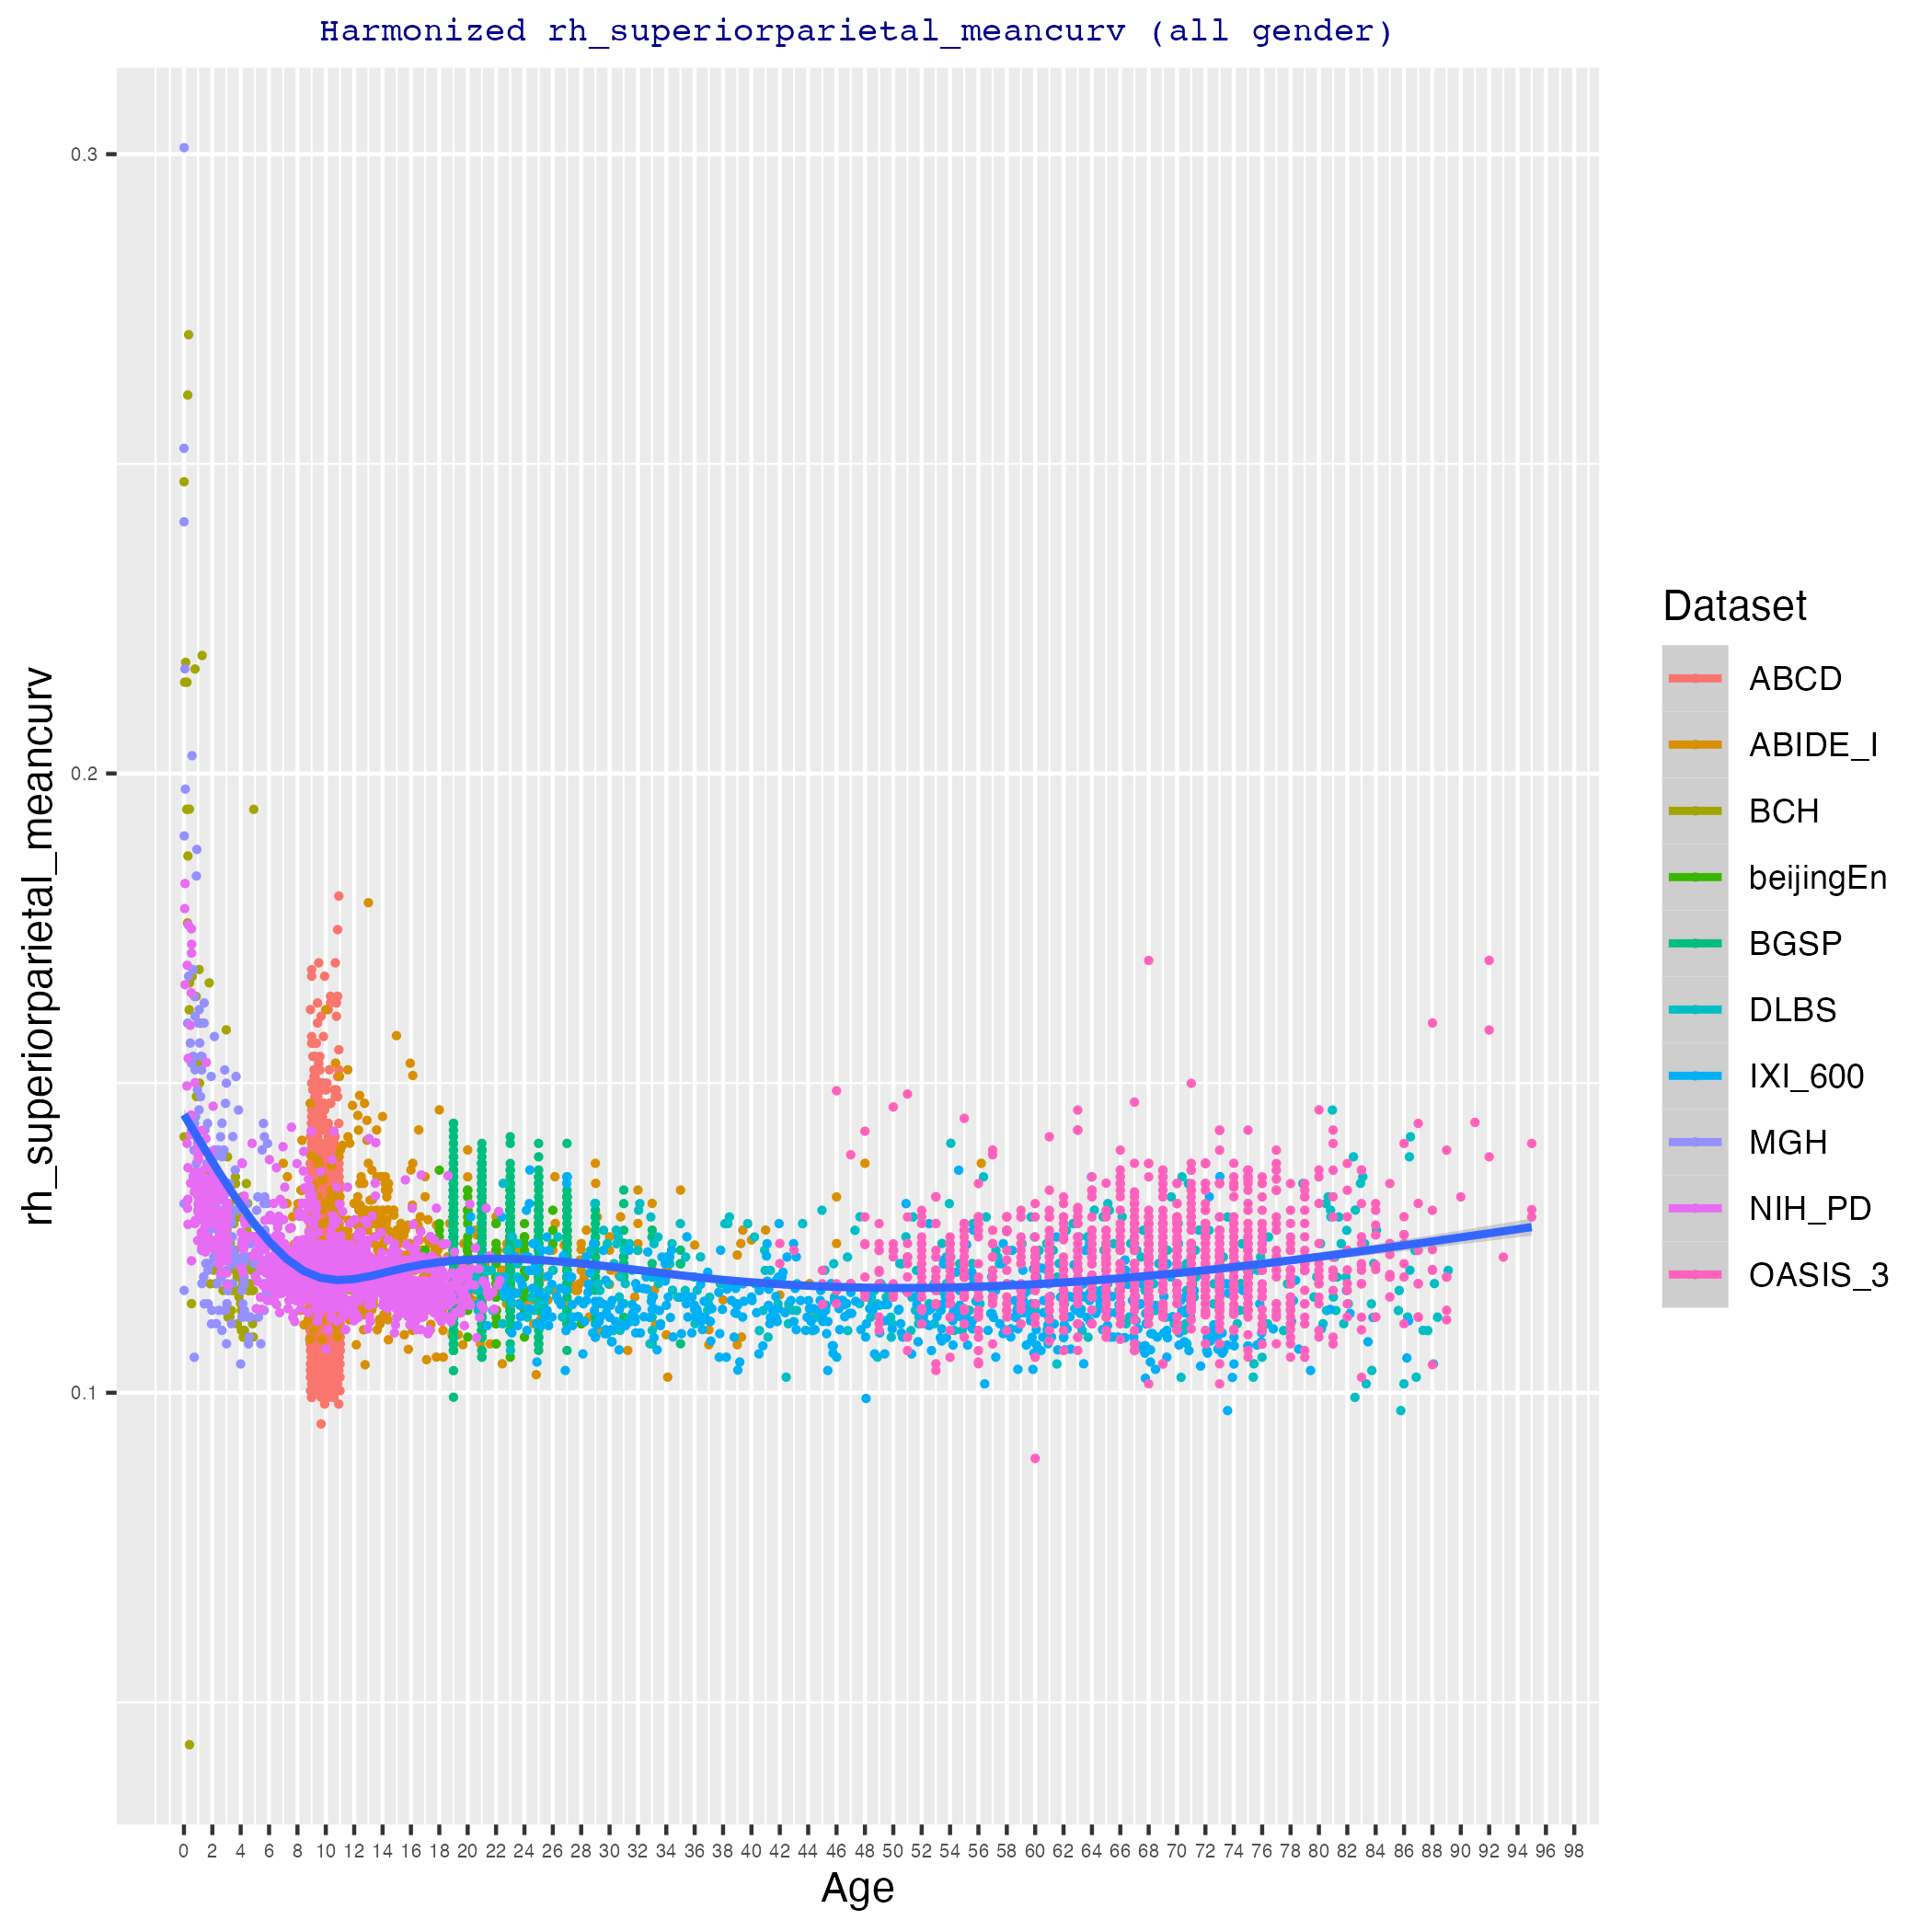 Harmonized rh_superiorparietal_meancurv (all gender)
rh_superiorparietal_meancurv
0.3
0.2
0.1
0 2 4 6 8 10 12 14 16 18 20 22 24 26 28 30 32 34 36 38 40 42 44 46 48 50 52 54 56 58 60 62 64 66 68 70 72 74 76 78 80 82 84 86 88 90 92 94 96 98
Age
Dataset
ABCD
ABIDE_I
BCH
beijingEn
BGSP
DLBS
IXI_600
MGH
NIH_PD
OASIS_3